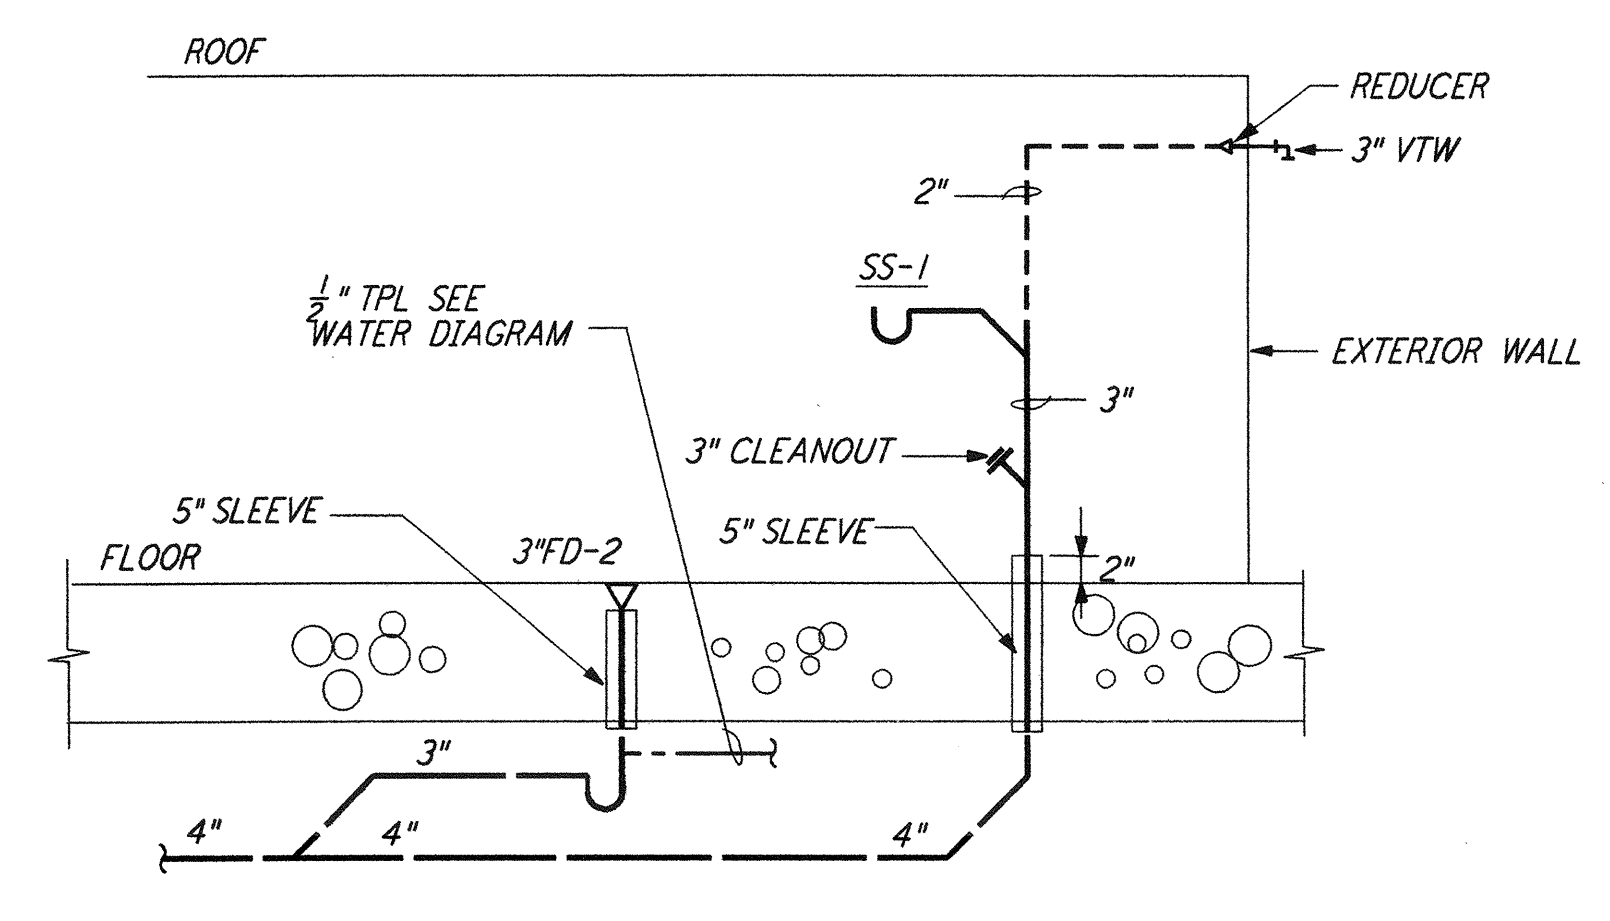 ROOF
REDUCER
3" VTW
2"
SS-1
1/2" TPL SEE
WATER DIAGRAM
EXTERIOR WALL
3"
3" CLEANOUT
5" SLEEVE
5" SLEEVE
3"FD-2
FLOOR
2"
3"
4"
4"
4"